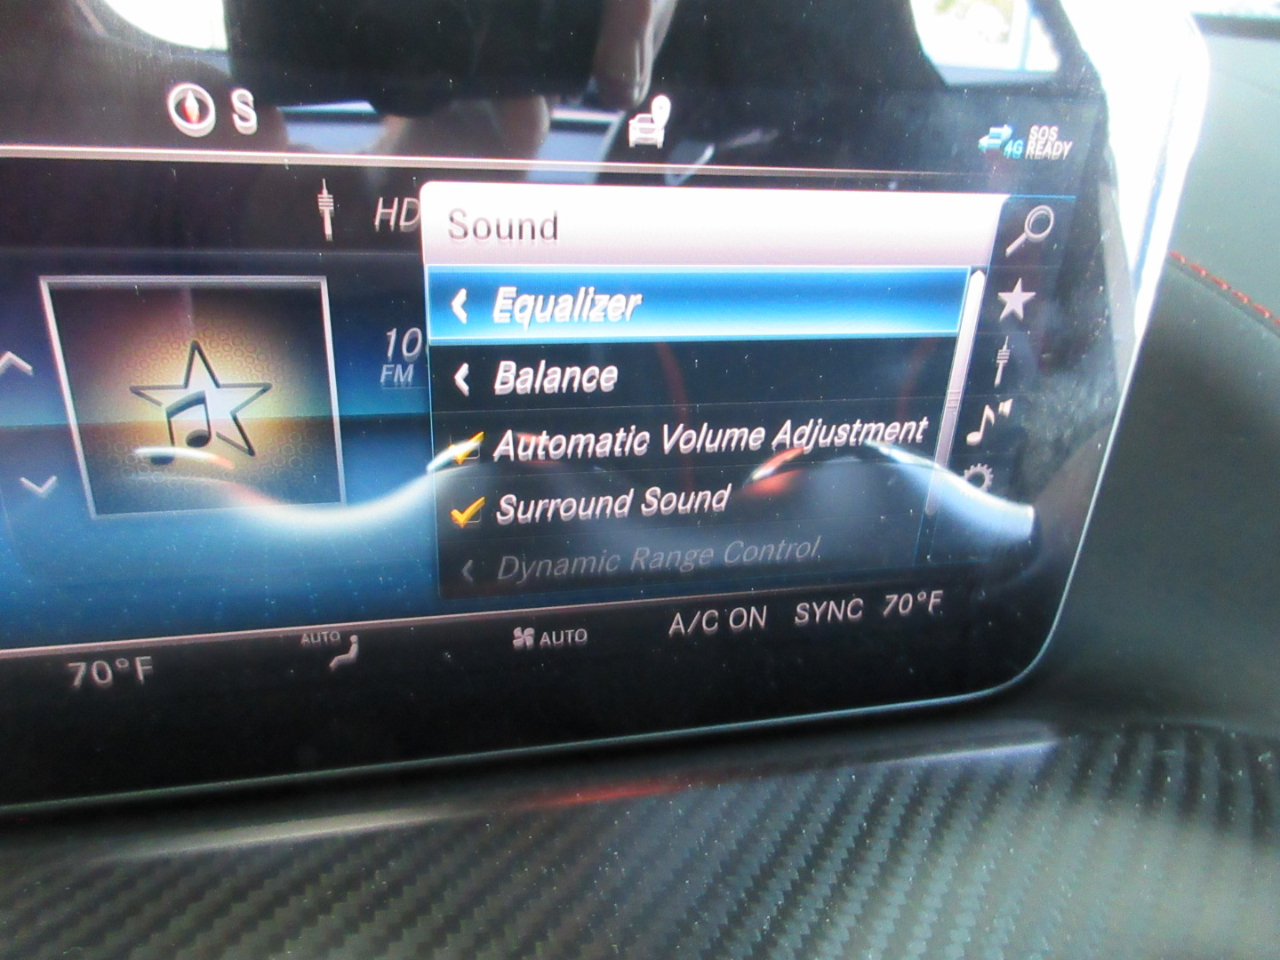 S
SOS
4G READY
HD
Sound
Equalizer
10
FM
Balance
Automatic Volume Adjustment
Surround Sound
Dynamic Range Control
70°F
AUTO
AUTO
A/C ON
SYNC
70°F